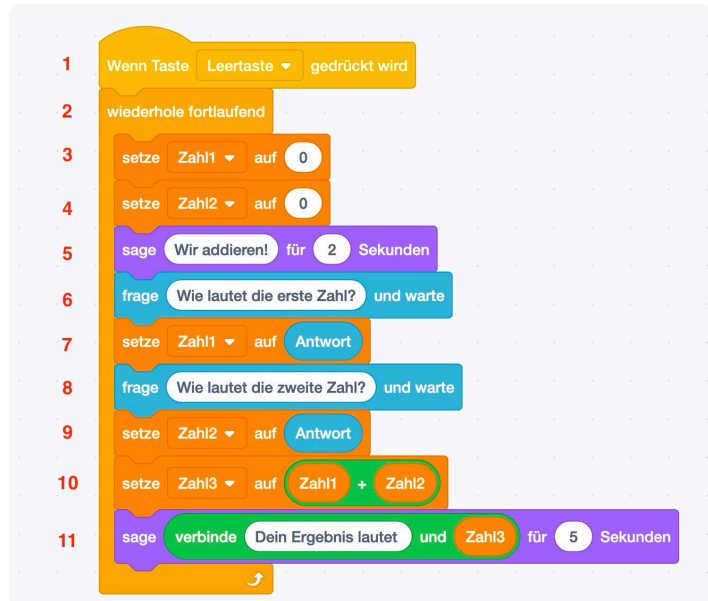 1 Wenn Taste Leertaste gedrückt wird
2 wiederhole fortlaufend
3 setze Zahl1 auf 0
4 setze Zahl2 auf 0
5 sage Wir addieren! für 2 Sekunden
6 frage Wie lautet die erste Zahl? und warte
7 setze Zahl1 auf Antwort
8 frage Wie lautet die zweite Zahl? und warte
9 setze Zahl2 auf Antwort
10 setze Zahl3 auf Zahl1 + Zahl2
11 sage verbinde Dein Ergebnis lautet und Zahl3 für 5 Sekunden